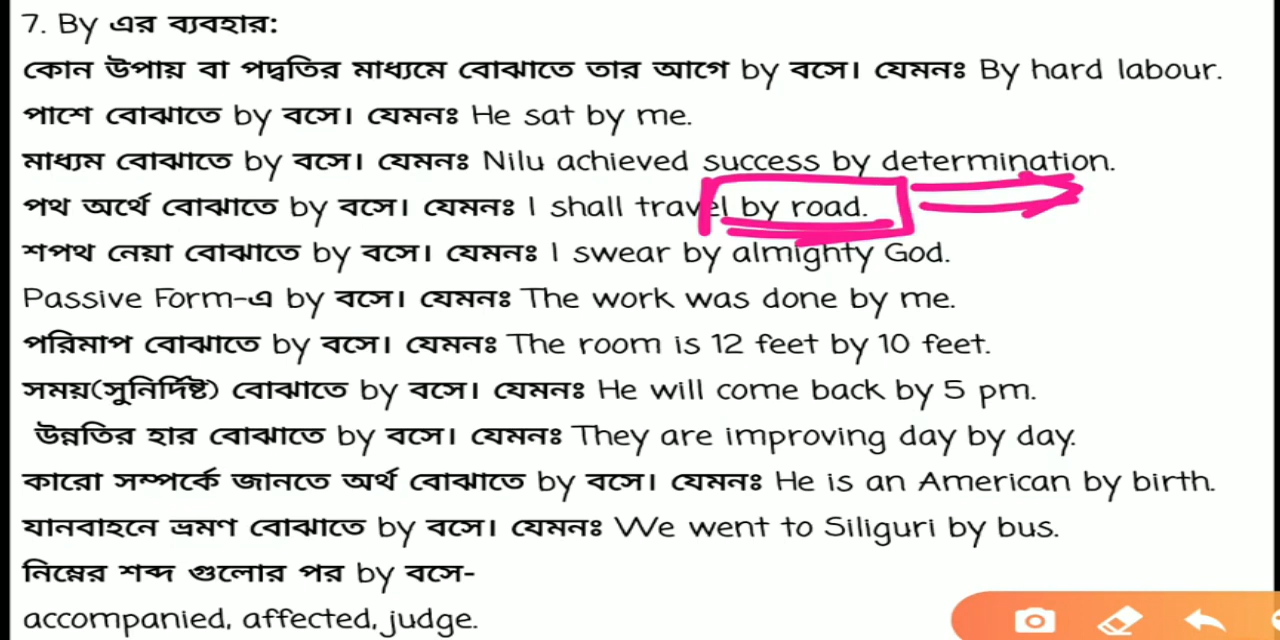 7. By এর ব্যবহার:
কোন উপায় বা পদ্বতির মাধ্যমে বোঝাতে তার আগে by বসে। যেমনঃ By hard labour.
পাশে বোঝাতে by বসে। যেমনঃ He sat by me.
মাধ্যম বোঝাতে by বসে। যেমনঃ Nilu achieved success by determination.
পথ অর্থে বোঝাতে by বসে। যেমনঃ I shall travel by road.
শপথ নেয়া বোঝাতে by বসে। যেমনঃ I swear by almighty God.
Passive Form-এ by বসে। যেমনঃ The work was done by me.
পরিমাপ বোঝাতে by বসে। যেমনঃ The room is 12 feet by 10 feet.
সময়(সুনির্দিষ্ট) বোঝাতে by বসে। যেমনঃ He will come back by 5 pm.
উন্নতির হার বোঝাতে by বসে। যেমনঃ They are improving day by day.
কারো সম্পর্কে জানতে অর্থ বোঝাতে by বসে। যেমনঃ He is an American by birth.
যানবাহনে ভ্রমণ বোঝাতে by বসে। যেমনঃ We went to Siliguri by bus.
নিম্নের শব্দ গুলোর পর by বসে-
accompanied, affected, judge.